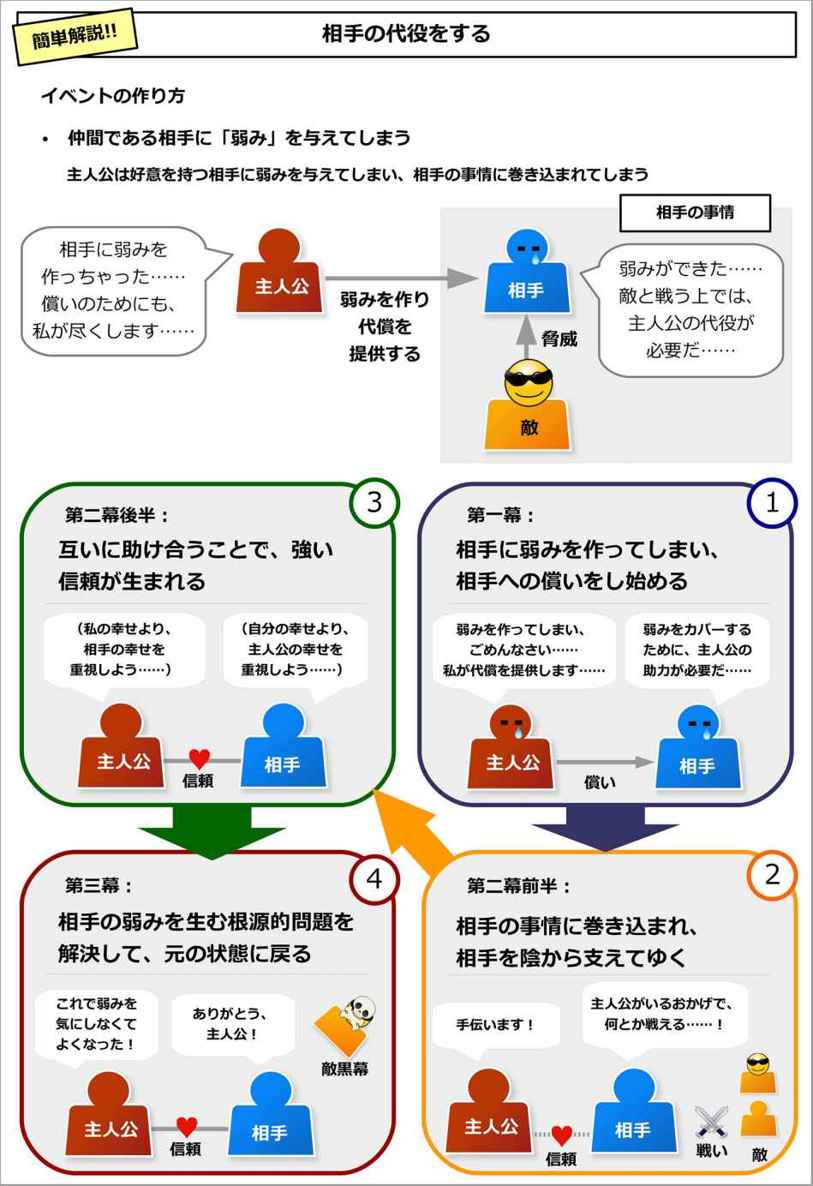 簡単解説!!
相手の代役をする
イベントの作り方
• 仲間である相手に「弱み」を与えてしまう
主人公は好意を持つ相手に弱みを与えてしまい、相手の事情に巻き込まれてしまう
相手の事情
相手に弱みを
作っちゃった……
償いのためにも、
私が尽くします……
主人公
弱みを作り
代償を
提供する
相手
脅威
敵
弱みができた……
敵と戦う上では、
主人公の代役が
必要だ……
1
第一幕：
相手に弱みを作ってしまい、
相手への償いをし始める
弱みを作ってしまい、
ごめんなさい……
私が代償を提供します……
弱みをカバーする
ために、主人公の
助力が必要だ……
主人公
償い
相手
2
第二幕前半：
相手の事情に巻き込まれ、
相手を陰から支えてゆく
手伝います！
主人公がいるおかげで、
何とか戦える……！
主人公
信頼
相手
戦い
敵
3
第二幕後半：
互いに助け合うことで、強い
信頼が生まれる
（私の幸せより、
相手の幸せを
重視しよう……）
（自分の幸せより、
主人公の幸せを
重視しよう……）
主人公
信頼
相手
4
第三幕：
相手の弱みを生む根源的問題を
解決して、元の状態に戻る
これで弱みを
気にしなくて
よくなった！
ありがとう、
主人公！
敵黒幕
主人公
信頼
相手